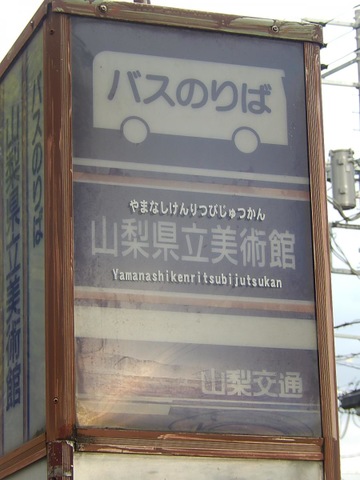 バスのりば
やまなしけんりつびじゅつかん
山梨県立美術館
Yamanashikenritsubijutsukan
山梨交通
バスのりば
山梨県立美術館